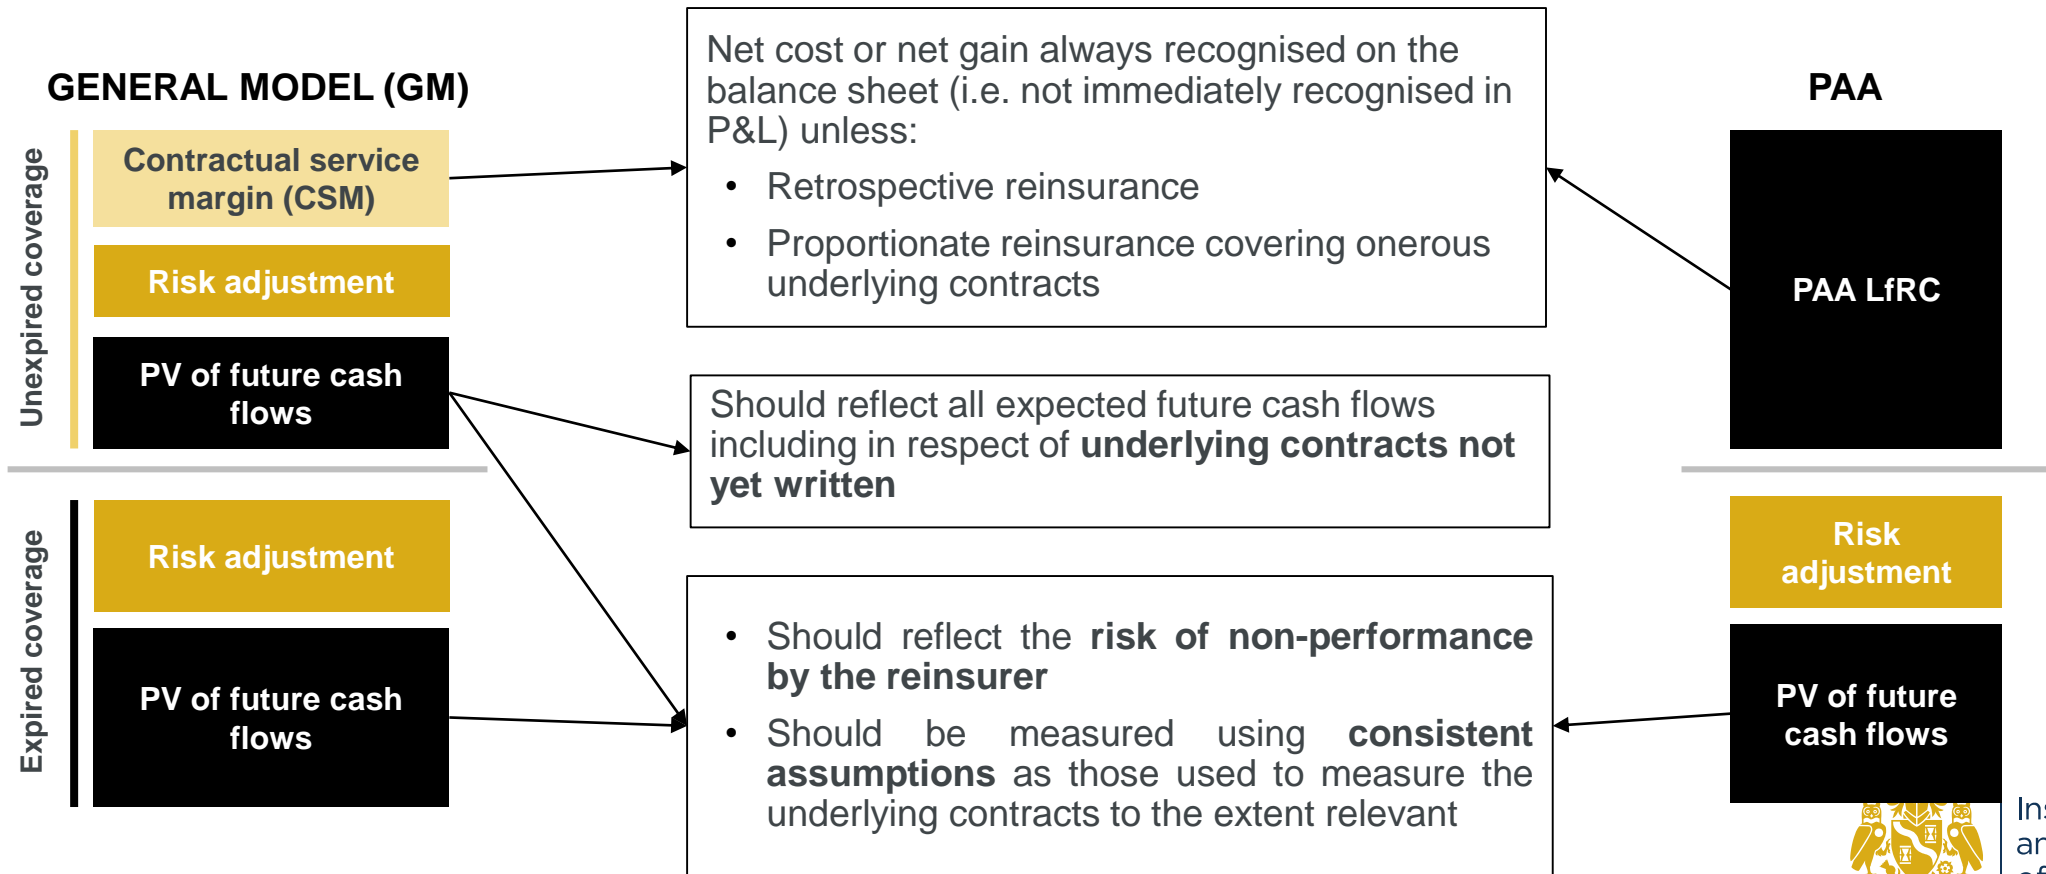 GENERAL MODEL (GM)
Unexpired coverage
Contractual service
margin (CSM)
Risk adjustment
PV of future cash
flows
Expired coverage
Risk adjustment
PV of future cash
flows
Net cost or net gain always recognised on the
balance sheet (i.e. not immediately recognised in
P&L) unless:
• Retrospective reinsurance
• Proportionate reinsurance covering onerous
underlying contracts
Should reflect all expected future cash flows
including in respect of underlying contracts not
yet written
• Should reflect the risk of non-performance
by the reinsurer
• Should be measured using consistent
assumptions as those used to measure the
underlying contracts to the extent relevant
PAA
PAA LfRC
Risk
adjustment
PV of future
cash flows